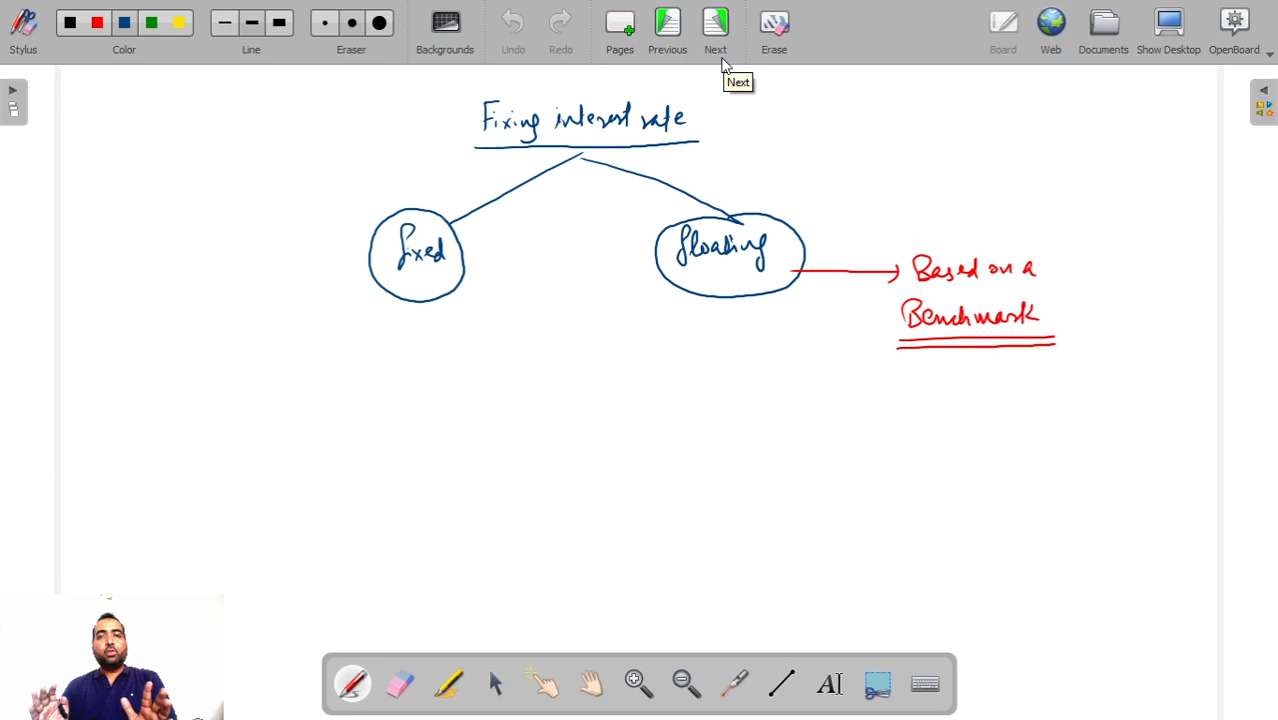 Stylus
Color
Line
Eraser
Backgrounds
Undo
Redo
Pages
Previous
Next
Erase
Board
Web
Documents
Show Desktop
OpenBoard
Next
Fixing interest rate
fixed
floating
Based on a
Benchmark
AI